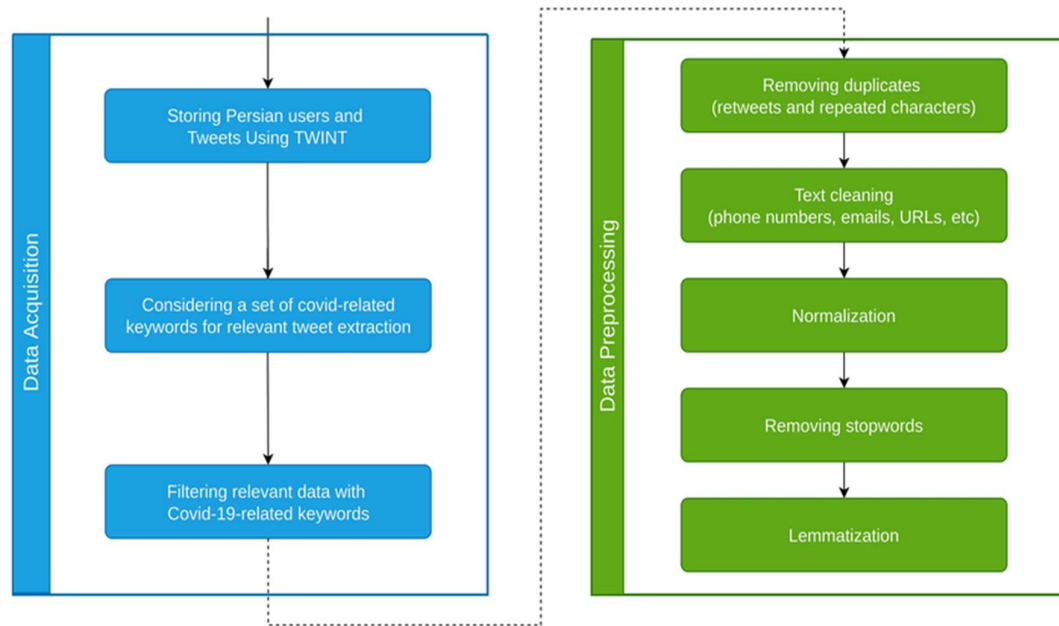 Data Acquisition
Storing Persian users and
Tweets Using TWINT
Considering a set of covid-related
keywords for relevant tweet extraction
Filtering relevant data with
Covid-19-related keywords
Data Preprocessing
Removing duplicates
(retweets and repeated characters)
Text cleaning
(phone numbers, emails, URLs, etc)
Normalization
Removing stopwords
Lemmatization